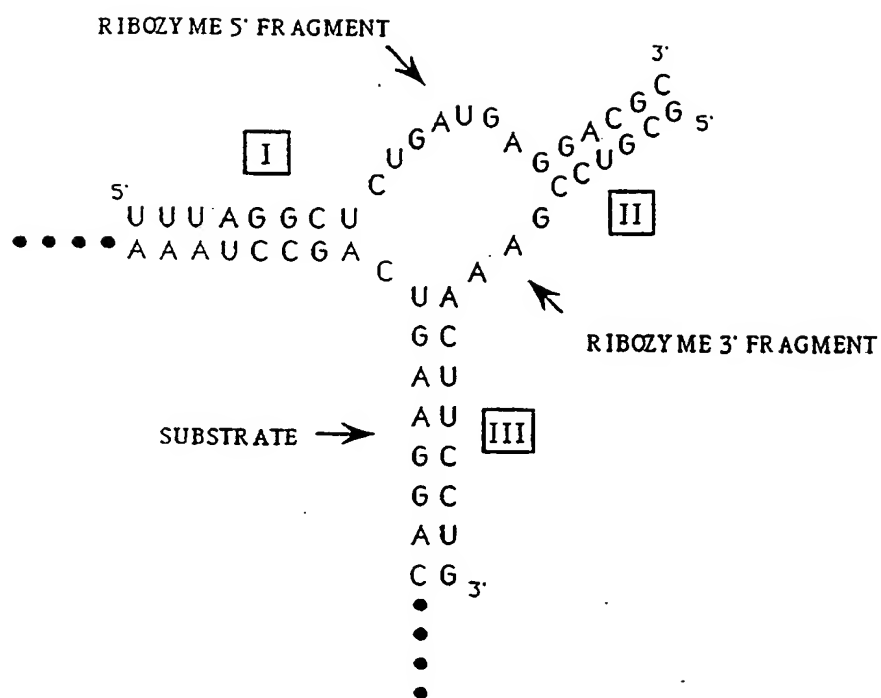 RIBOZYME 5' FRAGMENT
3'
C U G A U G A G G A C G C
G C G U C C G A A A
5'
I
II
5'
U U U A G G C U
A A A U C C G A C
U A
G C
RIBOZYME 3' FRAGMENT
A U
A U
SUBSTRATE
III
G C
G C
A U
C G 3'